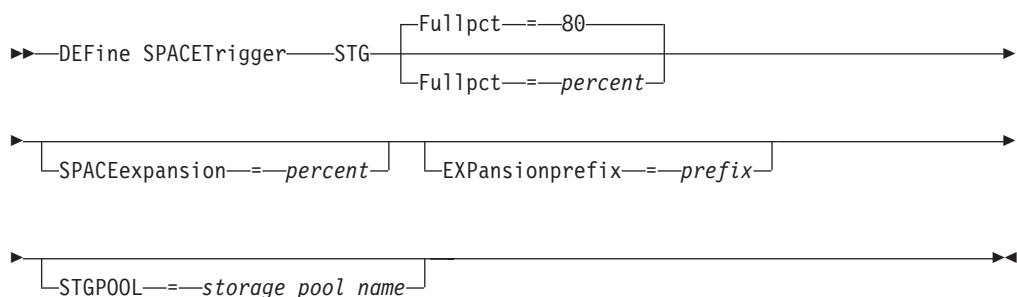 Fullpct = 80
DEFine SPACETrigger STG
Fullpct = percent
SPACEexpansion = percent EXPansionprefix = prefix
STGPOOL = storage pool name